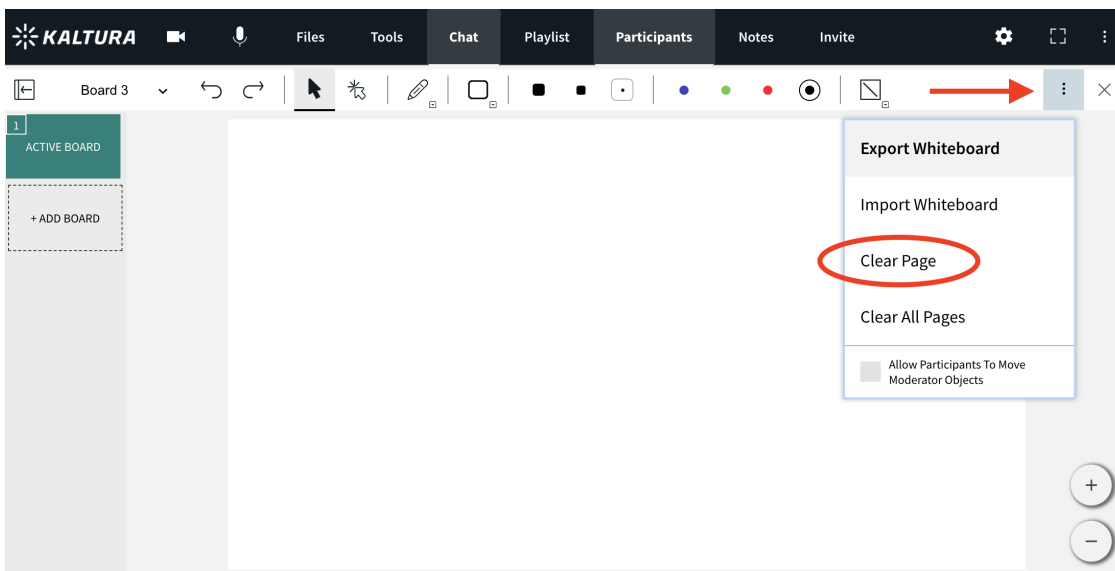 KALTURA Files Tools Chat Playlist Participants Notes Invite
Board 3
1
ACTIVE BOARD
+ ADD BOARD
Export Whiteboard
Import Whiteboard
Clear Page
Clear All Pages
Allow Participants To Move
Moderator Objects